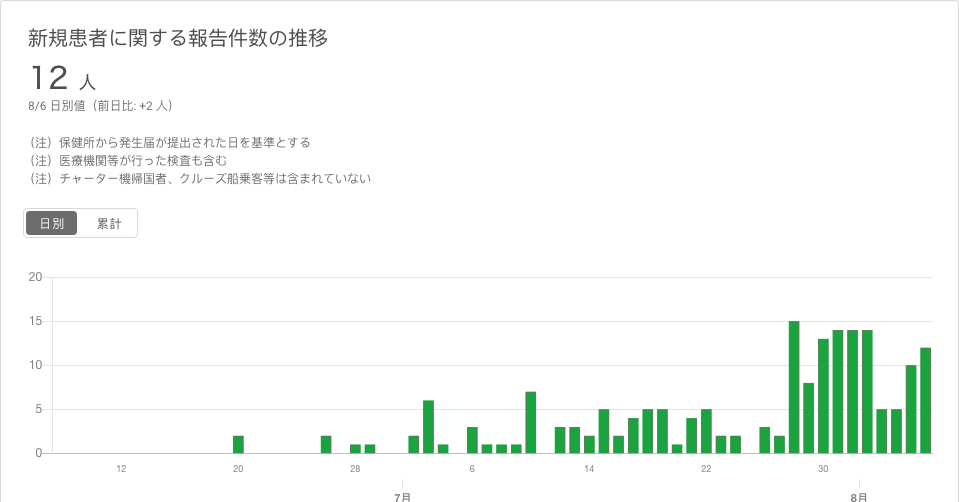 新規患者に関する報告件数の推移
12 人
8/6 日別値（前日比: +2 人）
（注）保健所から発生届が提出された日を基準とする
（注）医療機関等が行った検査も含む
（注）チャーター機帰国者、クルーズ船乗客等は含まれていない
日別 累計
20
15
10
5
0
12 20 28 6 14 22 30
7月 8月